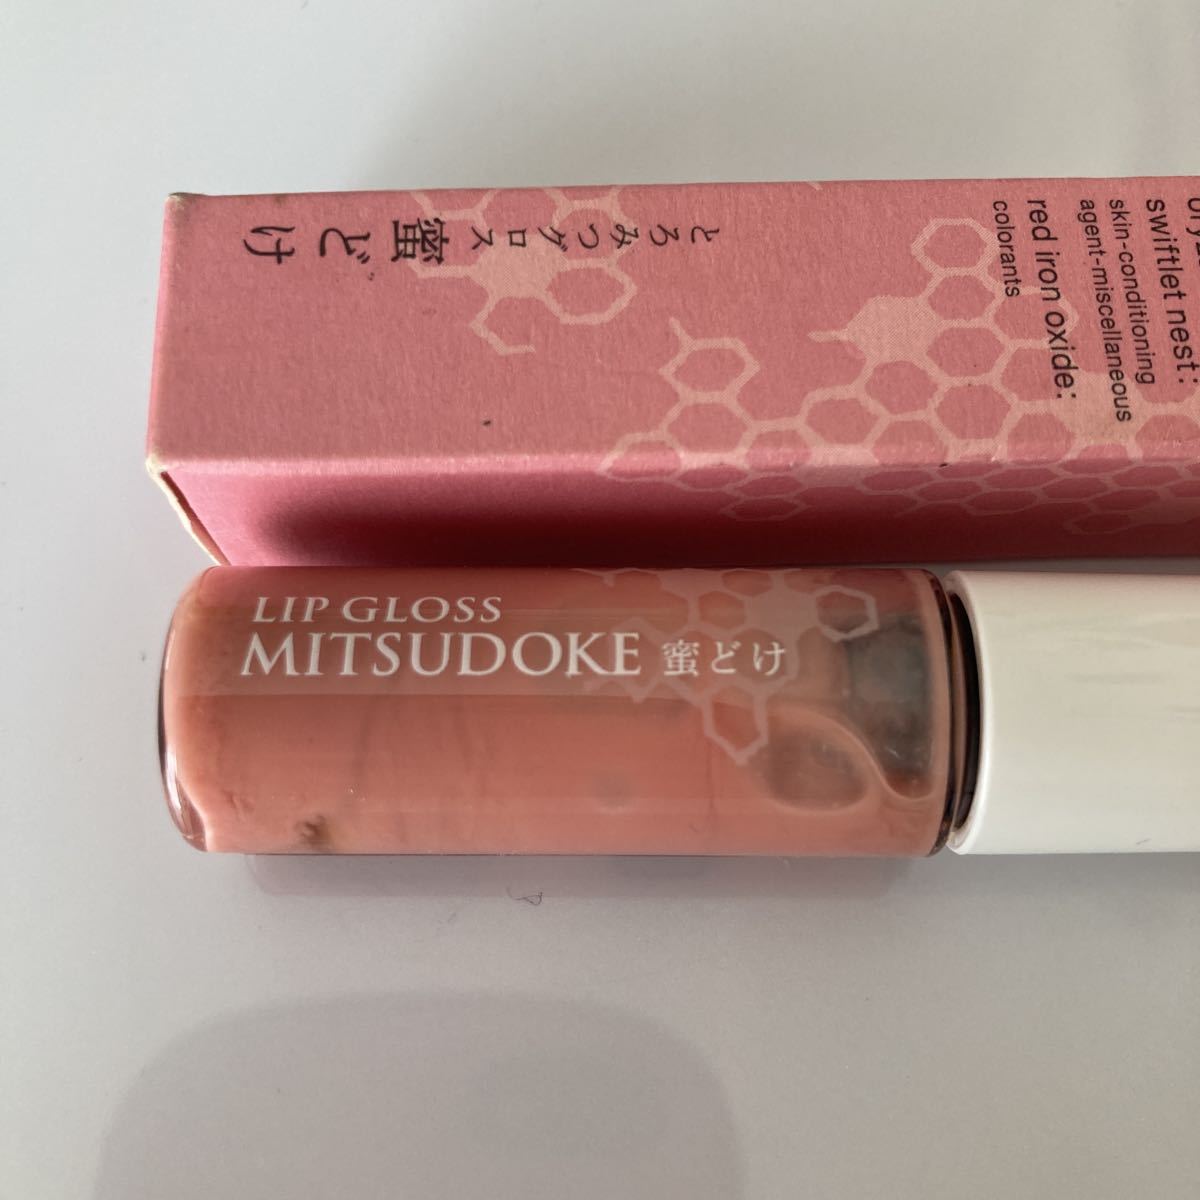 とろみつグロス
蜜どけ
swiftlet nest:
skin-conditioning
agent-miscellaneous
red iron oxide:
colorants
LIP GLOSS
MITSUDOKE 蜜どけ